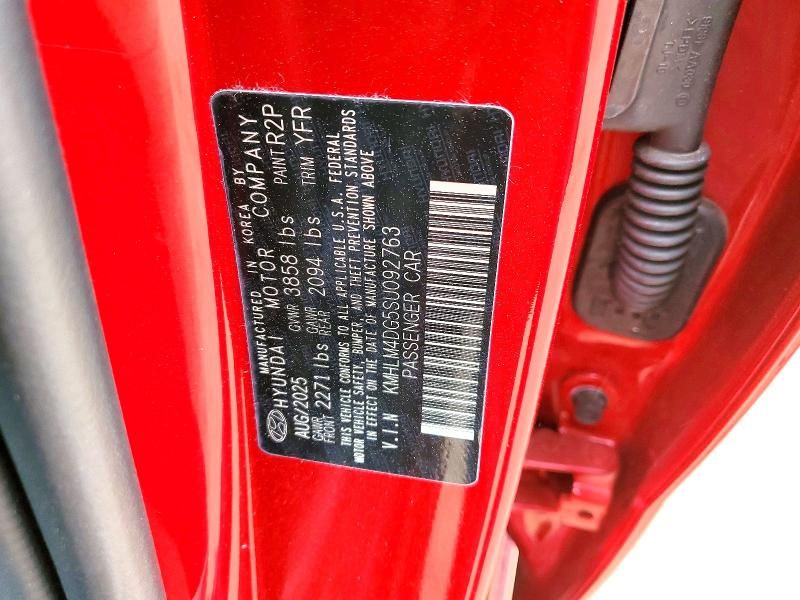 MANUFACTURED IN KOREA BY
HYUNDAI MOTOR COMPANY
AUG/2025 GVWR 3858 lbs PAINT R2P
GAWR FRONT 2271 lbs GAWR REAR 2094 lbs TRIM YFR
THIS VEHICLE CONFORMS TO ALL APPLICABLE U.S.A. FEDERAL
MOTOR VEHICLE SAFETY, BUMPER, AND THEFT PREVENTION STANDARDS
IN EFFECT ON THE DATE OF MANUFACTURE SHOWN ABOVE
V.I.N KMHLM4DG5SU092763
PASSENGER CAR